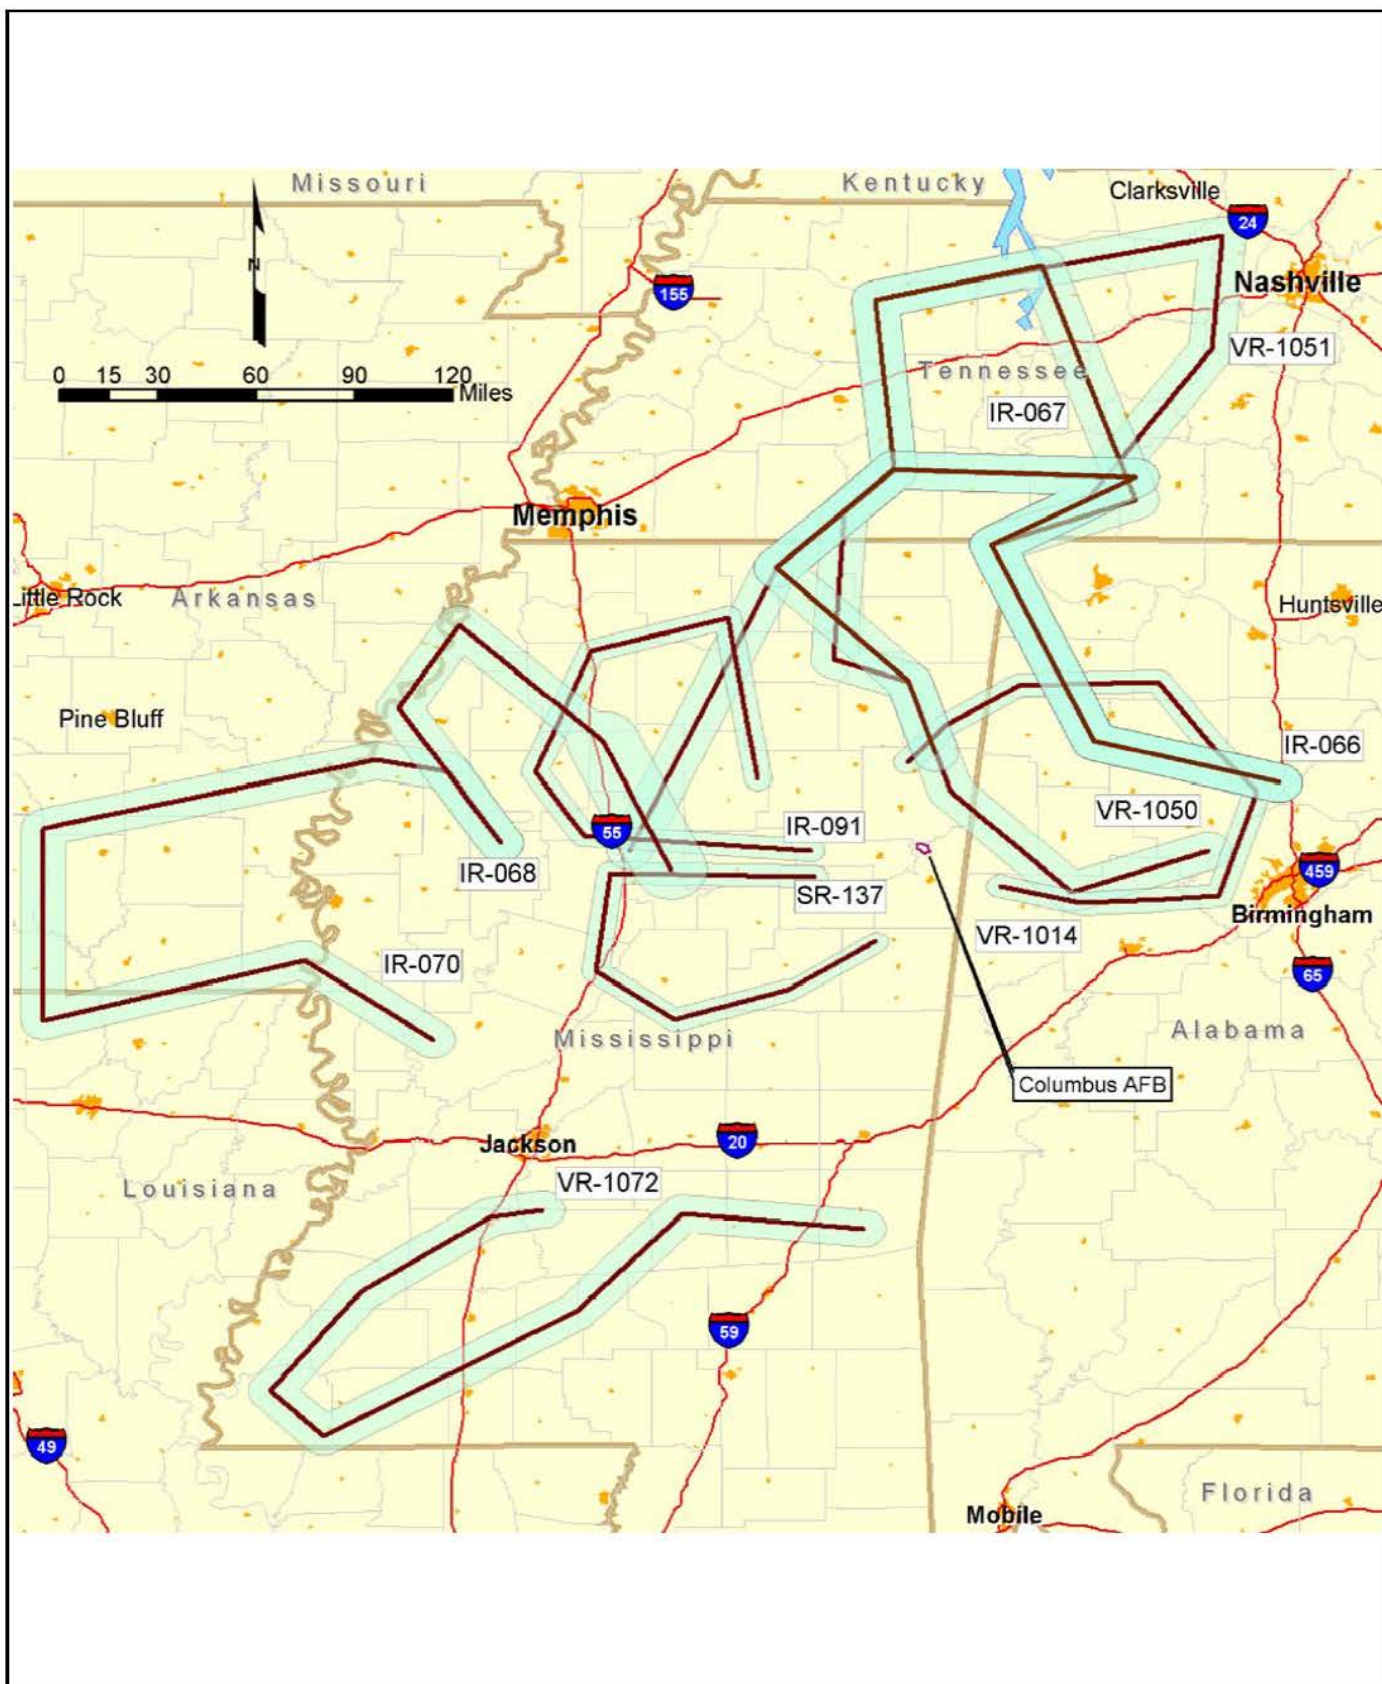 Missouri
Kentucky
Clarksville
24
N
Nashville
155
VR-1051
0 15 30 60 90 120
Miles
Tennessee
IR-067
Memphis
Little Rock
Arkansas
Huntsville
Pine Bluff
IR-066
VR-1050
IR-091
55
IR-068
459
SR-137
Birmingham
VR-1014
IR-070
65
Mississippi
Alabama
Columbus AFB
Jackson
20
VR-1072
Louisiana
59
49
Florida
Mobile